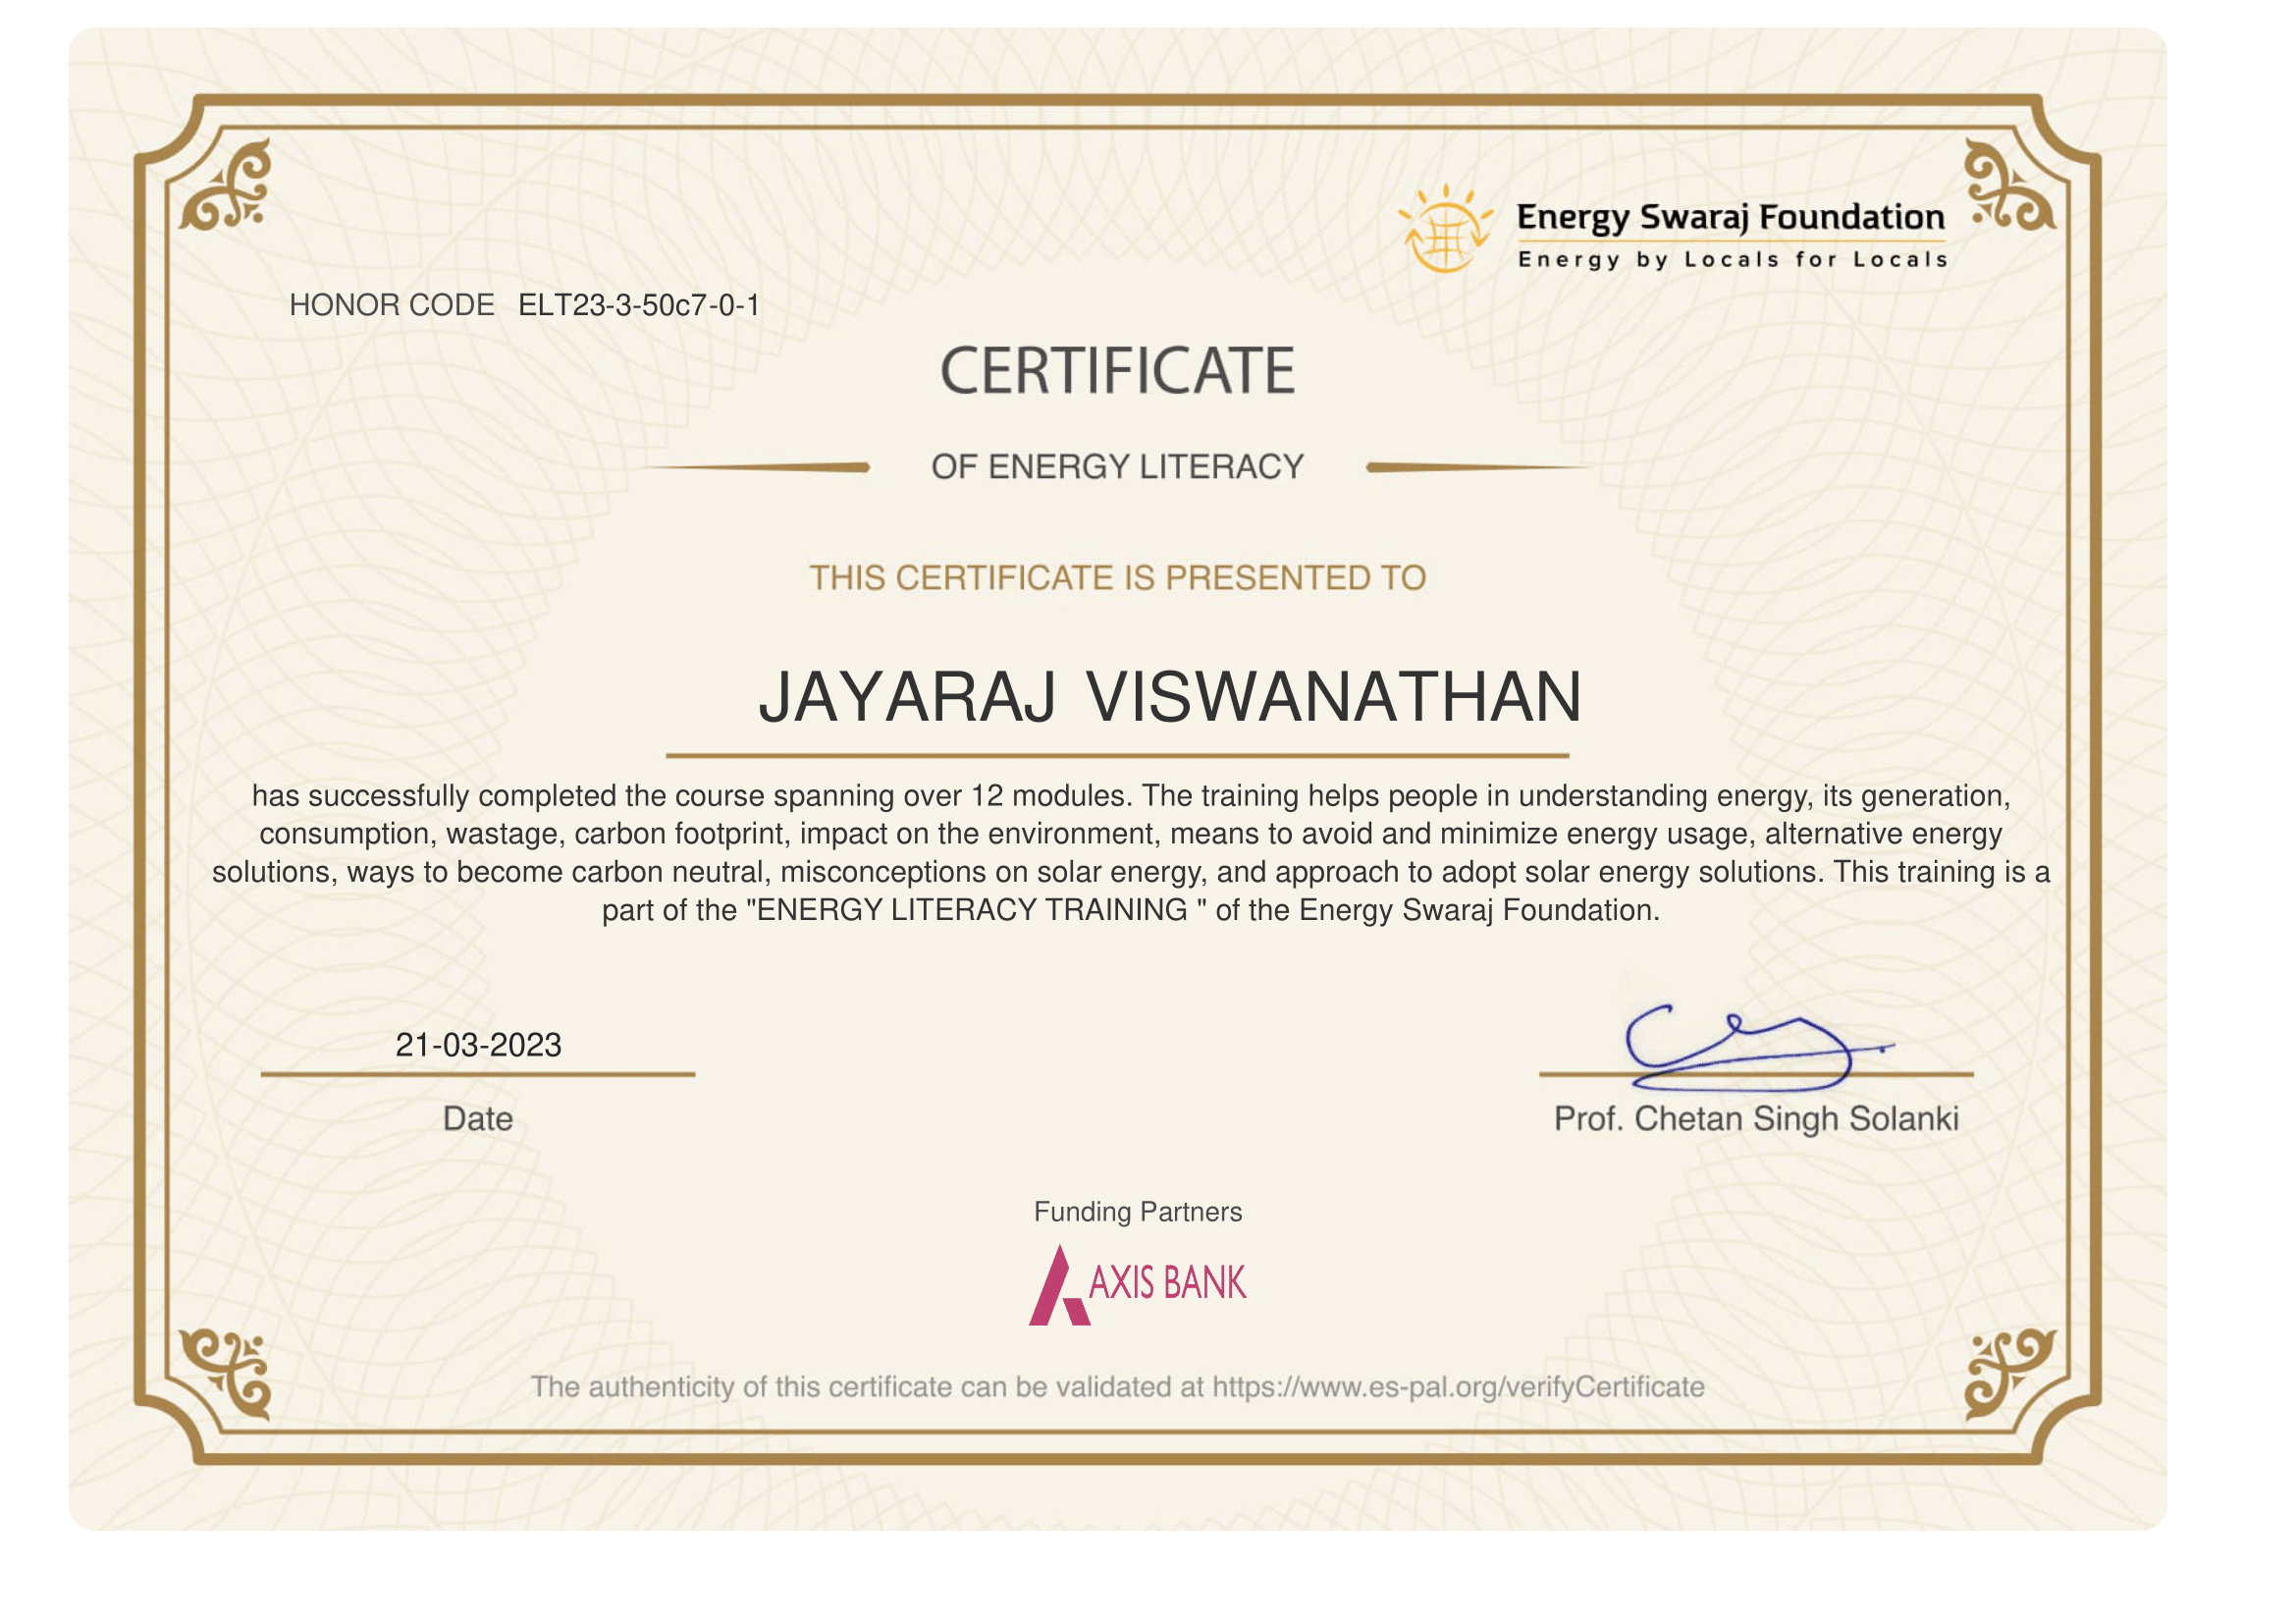 Energy Swaraj Foundation
Energy by Locals for Locals
HONOR CODE ELT23-3-50c7-0-1
CERTIFICATE
OF ENERGY LITERACY
THIS CERTIFICATE IS PRESENTED TO
JAYARAJ VISWANATHAN
has successfully completed the course spanning over 12 modules. The training helps people in understanding energy, its generation,
consumption, wastage, carbon footprint, impact on the environment, means to avoid and minimize energy usage, alternative energy
solutions, ways to become carbon neutral, misconceptions on solar energy, and approach to adopt solar energy solutions. This training is a
part of the "ENERGY LITERACY TRAINING " of the Energy Swaraj Foundation.
21-03-2023
Date
Prof. Chetan Singh Solanki
Funding Partners
AXIS BANK
The authenticity of this certificate can be validated at https://www.es-pal.org/verifyCertificate